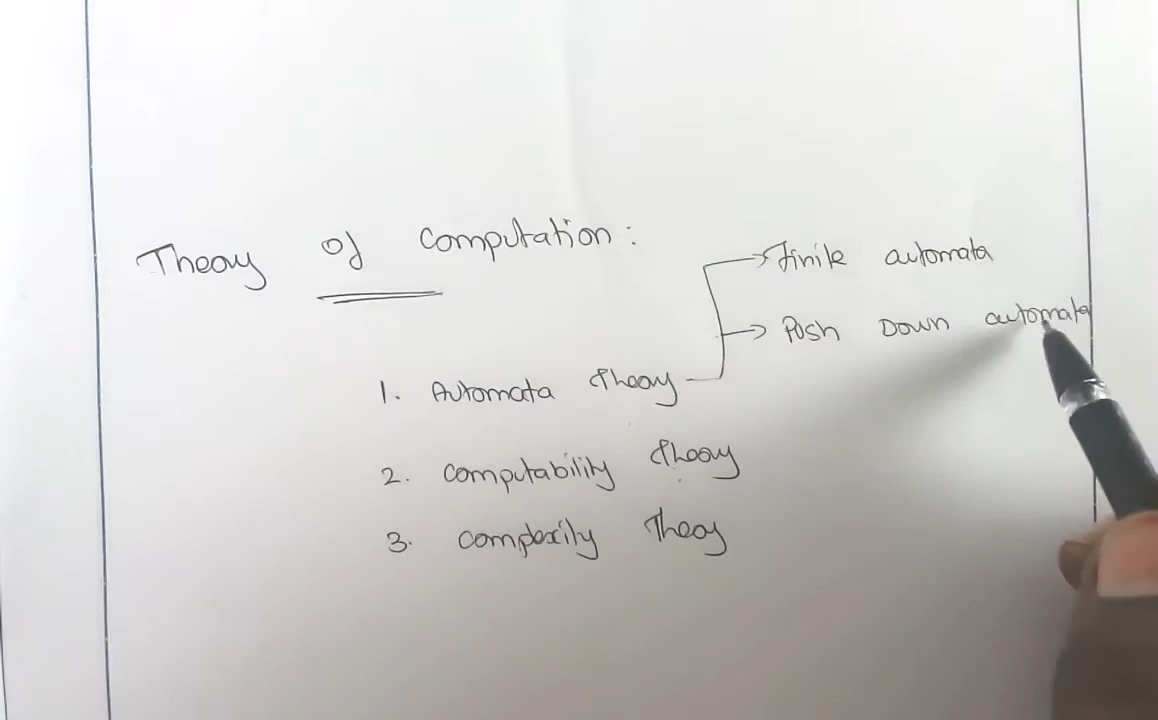 Theory of computation:
→ Finite automata
→ Push Down automata
1. Automata theory
2. computability theory
3. complexity Theory